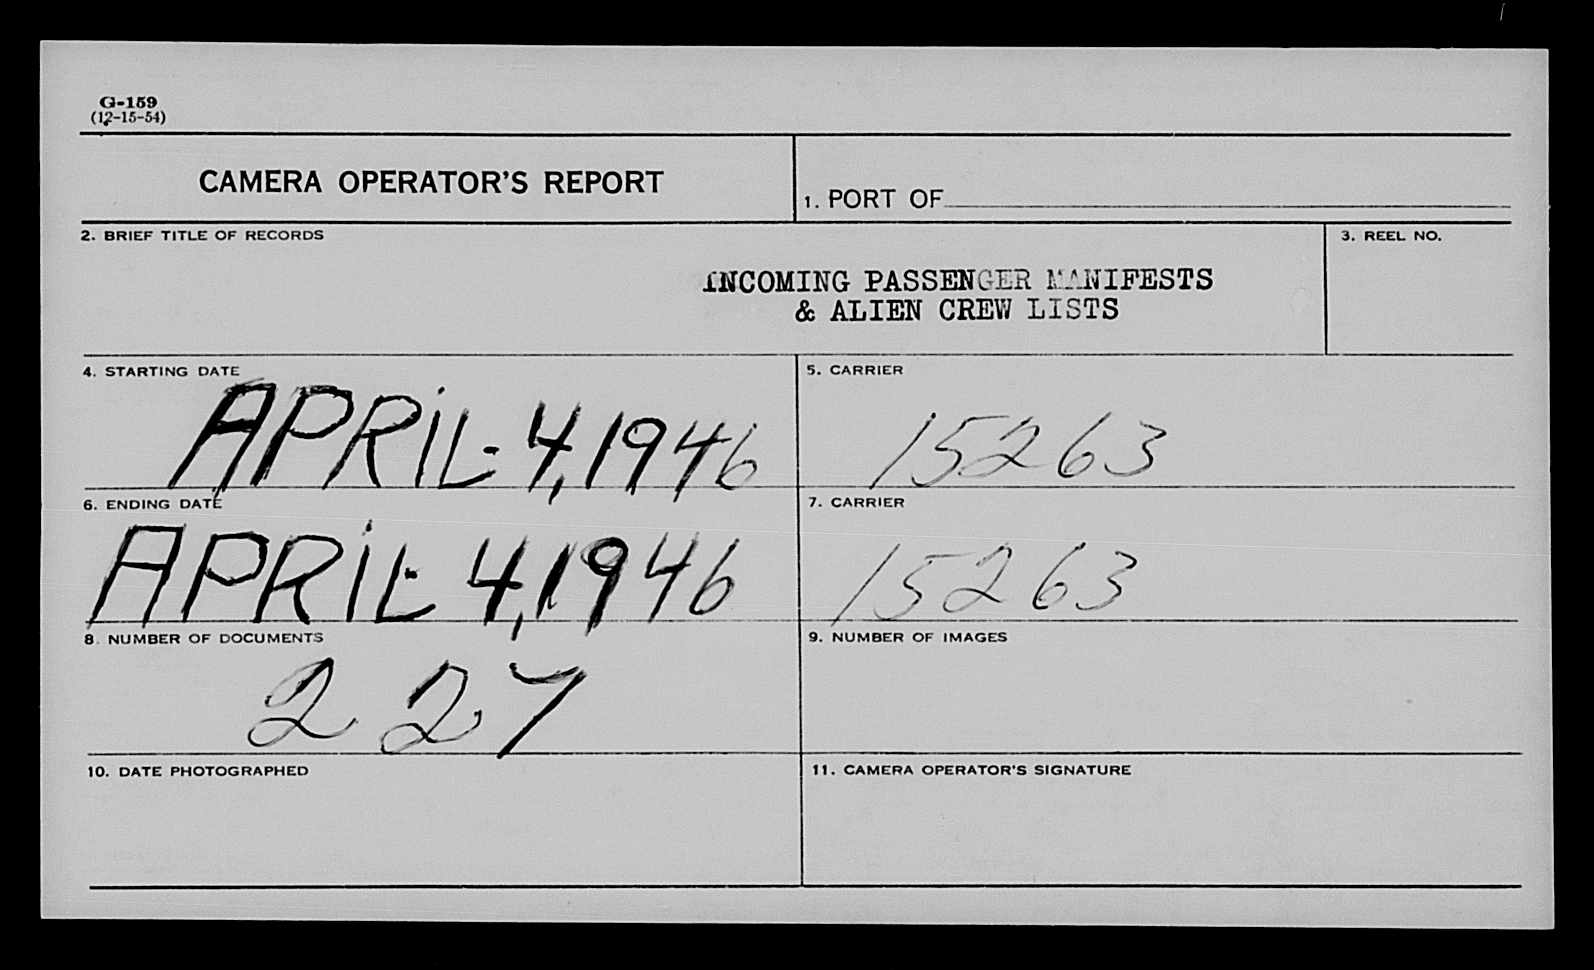 G-159
(12-15-54)
CAMERA OPERATOR'S REPORT
1. PORT OF
2. BRIEF TITLE OF RECORDS
3. REEL NO.
INCOMING PASSENGER MANIFESTS
& ALIEN CREW LISTS
4. STARTING DATE
APRIL 4, 1946
5. CARRIER
15263
6. ENDING DATE
APRIL 4, 1946
7. CARRIER
15263
8. NUMBER OF DOCUMENTS
227
9. NUMBER OF IMAGES
10. DATE PHOTOGRAPHED
11. CAMERA OPERATOR'S SIGNATURE